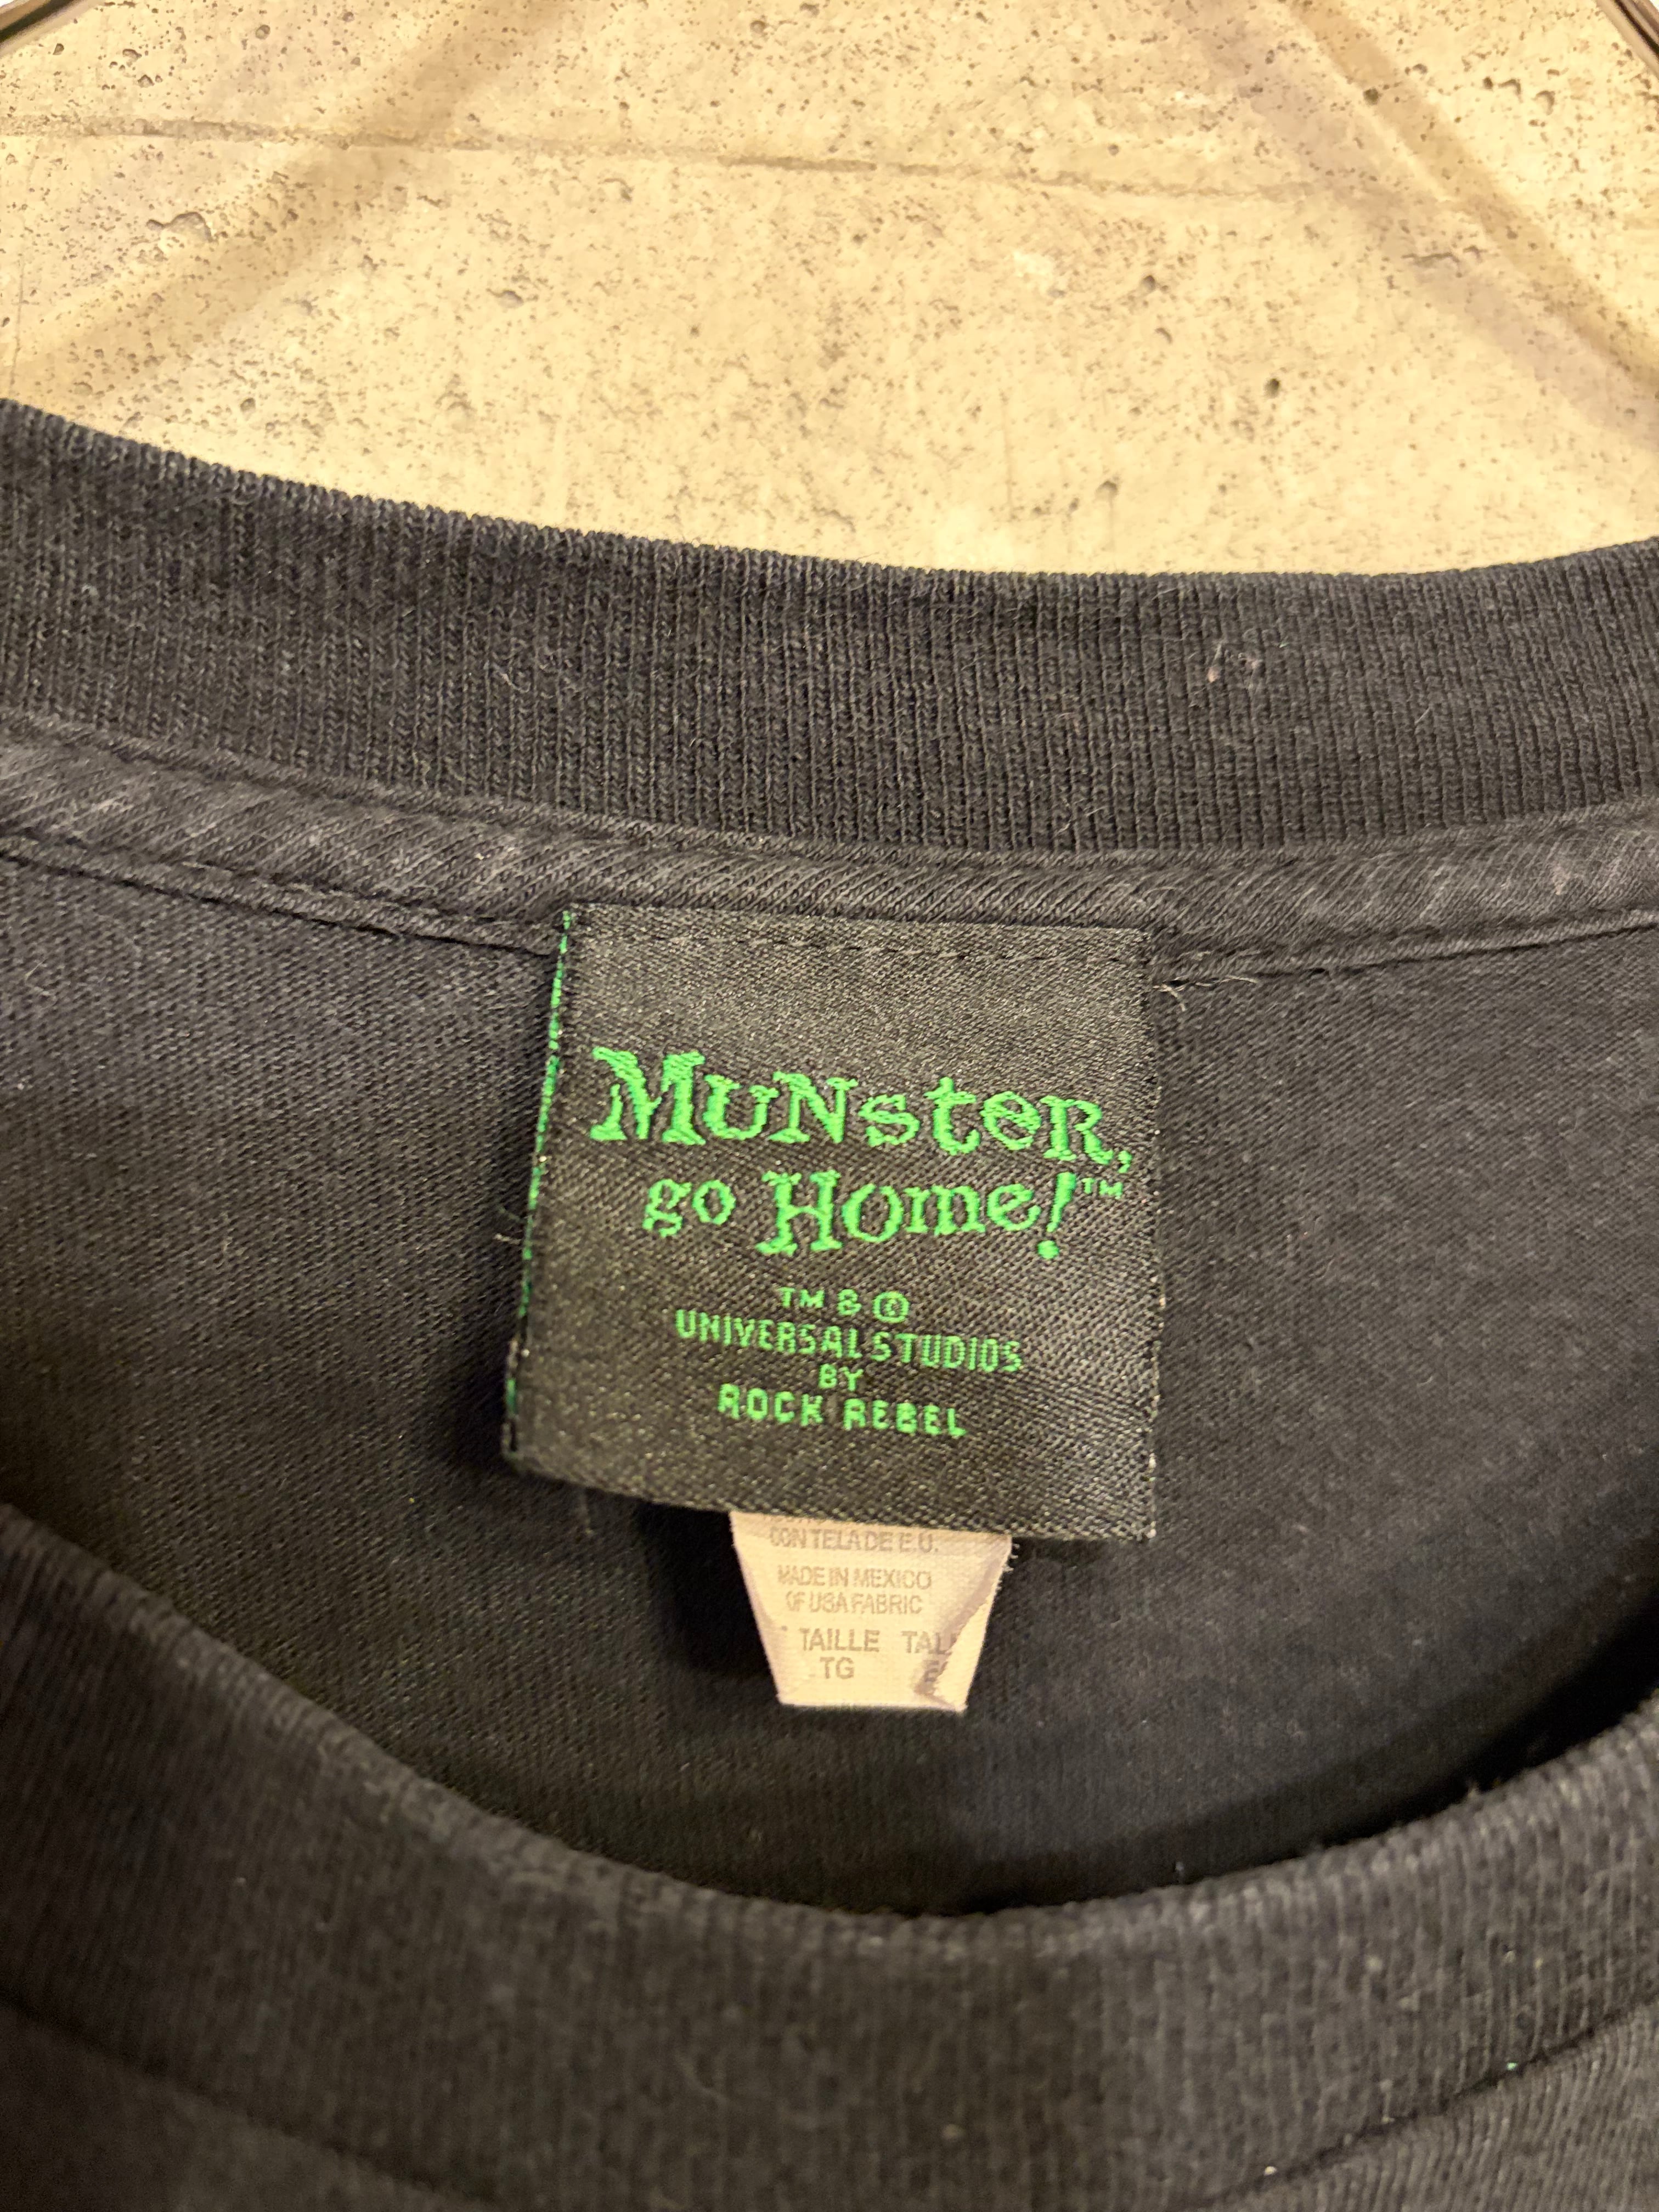 MUNsteR,
go Home!™
TM & ©
UNIVERSAL STUDIOS
BY
ROCK REBEL
CON TELA DE E.U.
MADE IN MEXICO
OF USA FABRIC
TAILLE
TG